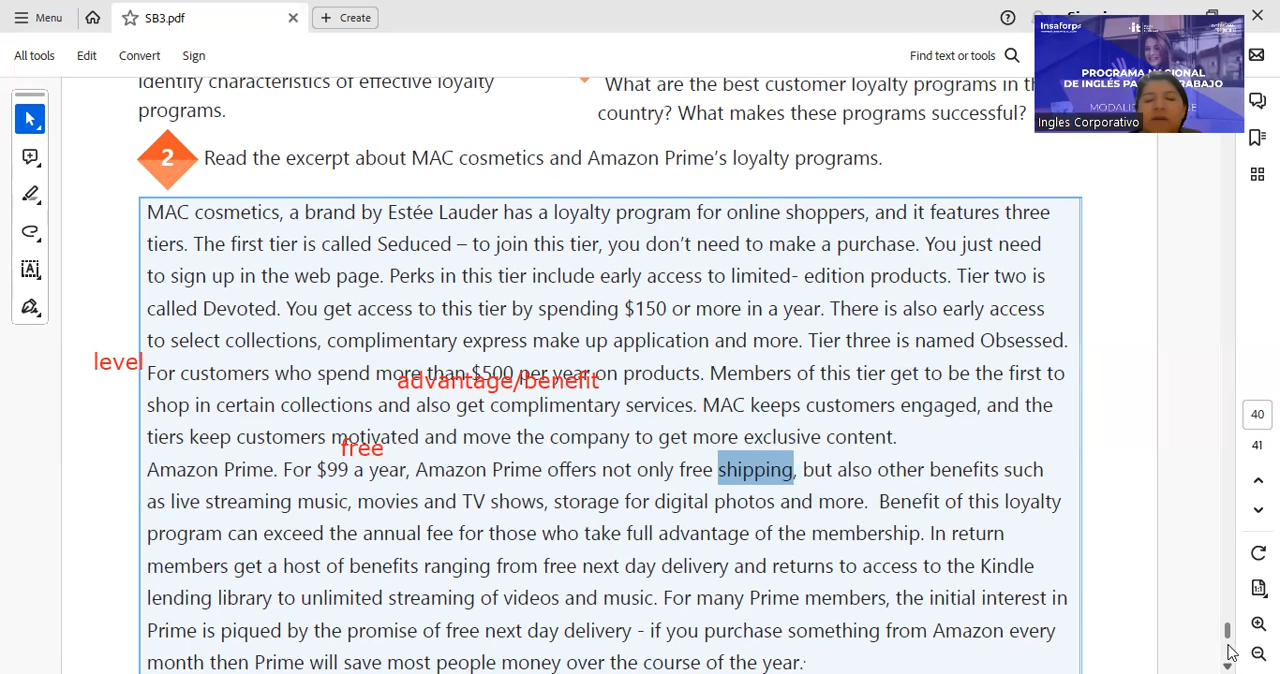 Menu
SB3.pdf
Create
All tools
Edit
Convert
Sign
Find text or tools
Insaforp
·it
PROGRAMA NACIONAL
DE INGLÉS PARA EL TRABAJO
Ingles Corporativo
Identify characteristics of effective loyalty
programs.
What are the best customer loyalty programs in
country? What makes these programs successful?
2 Read the excerpt about MAC cosmetics and Amazon Prime's loyalty programs.
MAC cosmetics, a brand by Estée Lauder has a loyalty program for online shoppers, and it features three
tiers. The first tier is called Seduced – to join this tier, you don't need to make a purchase. You just need
to sign up in the web page. Perks in this tier include early access to limited- edition products. Tier two is
called Devoted. You get access to this tier by spending $150 or more in a year. There is also early access
to select collections, complimentary express make up application and more. Tier three is named Obsessed.
level
For customers who spend more than $500 per year on products. Members of this tier get to be the first to
advantage/benefit
shop in certain collections and also get complimentary services. MAC keeps customers engaged, and the
tiers keep customers motivated and move the company to get more exclusive content.
free
Amazon Prime. For $99 a year, Amazon Prime offers not only free shipping, but also other benefits such
as live streaming music, movies and TV shows, storage for digital photos and more. Benefit of this loyalty
program can exceed the annual fee for those who take full advantage of the membership. In return
members get a host of benefits ranging from free next day delivery and returns to access to the Kindle
lending library to unlimited streaming of videos and music. For many Prime members, the initial interest in
Prime is piqued by the promise of free next day delivery - if you purchase something from Amazon every
month then Prime will save most people money over the course of the year.
40
41